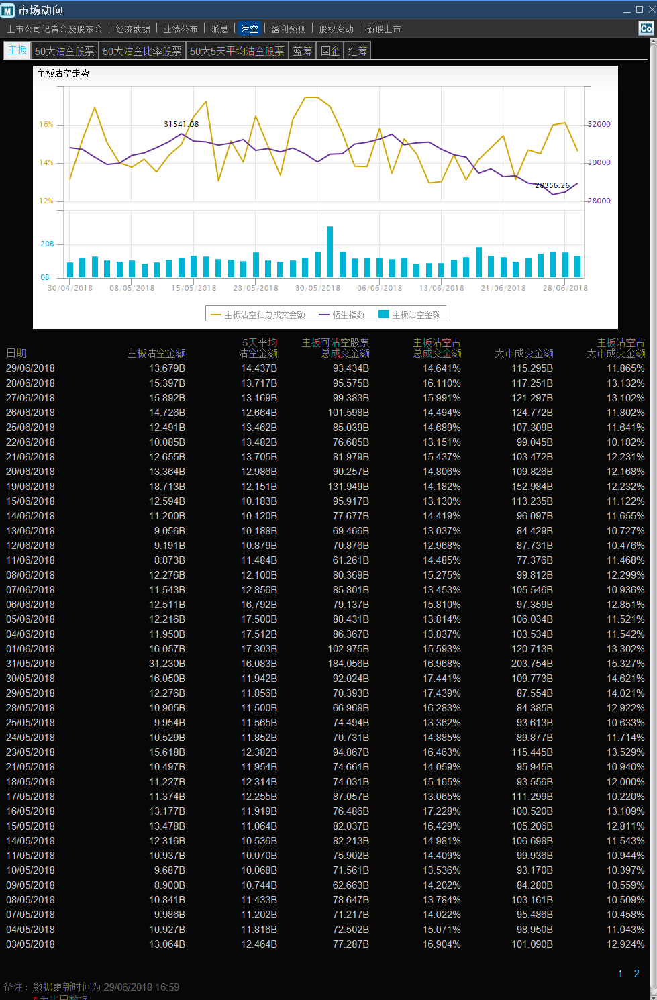 市场动向
上市公司记者会及股东会 经济数据 业绩公布 派息 沽空 盈利预测 股权变动 新股上市
主板 50大沽空股票 50大沽空比率股票 50大5天平均沽空股票 蓝筹 国企 红筹
主板沽空走势
31541.08
16% 32000
14% 30000
28356.26
12% 28000
20B
0B
30/04/2018 08/05/2018 15/05/2018 23/05/2018 30/05/2018 06/06/2018 13/06/2018 21/06/2018 28/06/2018
主板沽空佔总成交金额 恆生指数 主板沽空金额
5天平均 主板可沽空股票 主板沽空占 主板沽空占
日期 主板沽空金额 沽空金额 总成交金额 总成交金额 大市成交金额 大市成交金额
29/06/2018 13.679B 14.437B 93.434B 14.641% 115.295B 11.865%
28/06/2018 15.397B 13.717B 95.575B 16.110% 117.251B 13.132%
27/06/2018 15.892B 13.169B 99.383B 15.991% 121.297B 13.102%
26/06/2018 14.726B 12.664B 101.598B 14.494% 124.772B 11.802%
25/06/2018 12.491B 13.462B 85.039B 14.689% 107.309B 11.641%
22/06/2018 10.085B 13.482B 76.685B 13.151% 99.045B 10.182%
21/06/2018 12.655B 13.705B 81.979B 15.437% 103.472B 12.231%
20/06/2018 13.364B 12.986B 90.257B 14.806% 109.826B 12.168%
19/06/2018 18.713B 12.151B 131.949B 14.182% 152.984B 12.232%
15/06/2018 12.594B 10.183B 95.917B 13.130% 113.235B 11.122%
14/06/2018 11.200B 10.120B 77.677B 14.419% 96.097B 11.655%
13/06/2018 9.056B 10.188B 69.466B 13.037% 84.429B 10.727%
12/06/2018 9.191B 10.879B 70.876B 12.968% 87.731B 10.476%
11/06/2018 8.873B 11.484B 61.261B 14.485% 77.376B 11.468%
08/06/2018 12.276B 12.100B 80.369B 15.275% 99.812B 12.299%
07/06/2018 11.543B 12.856B 85.801B 13.453% 105.546B 10.936%
06/06/2018 12.511B 16.792B 79.137B 15.810% 97.359B 12.851%
05/06/2018 12.216B 17.500B 88.431B 13.814% 106.034B 11.521%
04/06/2018 11.950B 17.512B 86.367B 13.837% 103.534B 11.542%
01/06/2018 16.057B 17.303B 102.975B 15.593% 120.713B 13.302%
31/05/2018 31.230B 16.083B 184.056B 16.968% 203.754B 15.327%
30/05/2018 16.050B 11.942B 92.024B 17.441% 109.773B 14.621%
29/05/2018 12.276B 11.856B 70.393B 17.439% 87.554B 14.021%
28/05/2018 10.905B 11.500B 66.968B 16.283% 84.385B 12.922%
25/05/2018 9.954B 11.565B 74.494B 13.362% 93.613B 10.633%
24/05/2018 10.529B 11.852B 70.731B 14.885% 89.877B 11.714%
23/05/2018 15.618B 12.382B 94.867B 16.463% 115.445B 13.529%
21/05/2018 10.497B 11.954B 74.661B 14.059% 95.945B 10.940%
18/05/2018 11.227B 12.314B 74.031B 15.165% 93.556B 12.000%
17/05/2018 11.374B 12.255B 87.057B 13.065% 111.299B 10.220%
16/05/2018 13.177B 11.919B 76.486B 17.228% 100.520B 13.109%
15/05/2018 13.478B 11.064B 82.037B 16.429% 105.206B 12.811%
14/05/2018 12.316B 10.536B 82.213B 14.981% 106.698B 11.543%
11/05/2018 10.937B 10.070B 75.902B 14.409% 99.936B 10.944%
10/05/2018 9.687B 10.068B 71.561B 13.536% 93.170B 10.397%
09/05/2018 8.900B 10.744B 62.663B 14.202% 84.280B 10.559%
08/05/2018 10.841B 11.433B 78.647B 13.784% 103.161B 10.509%
07/05/2018 9.986B 11.202B 71.217B 14.022% 95.486B 10.458%
04/05/2018 10.927B 11.816B 72.502B 15.071% 98.950B 11.043%
03/05/2018 13.064B 12.464B 77.287B 16.904% 101.090B 12.924%
1 2
备注: 数据更新时间为 29/06/2018 16:59
* 为当日数据